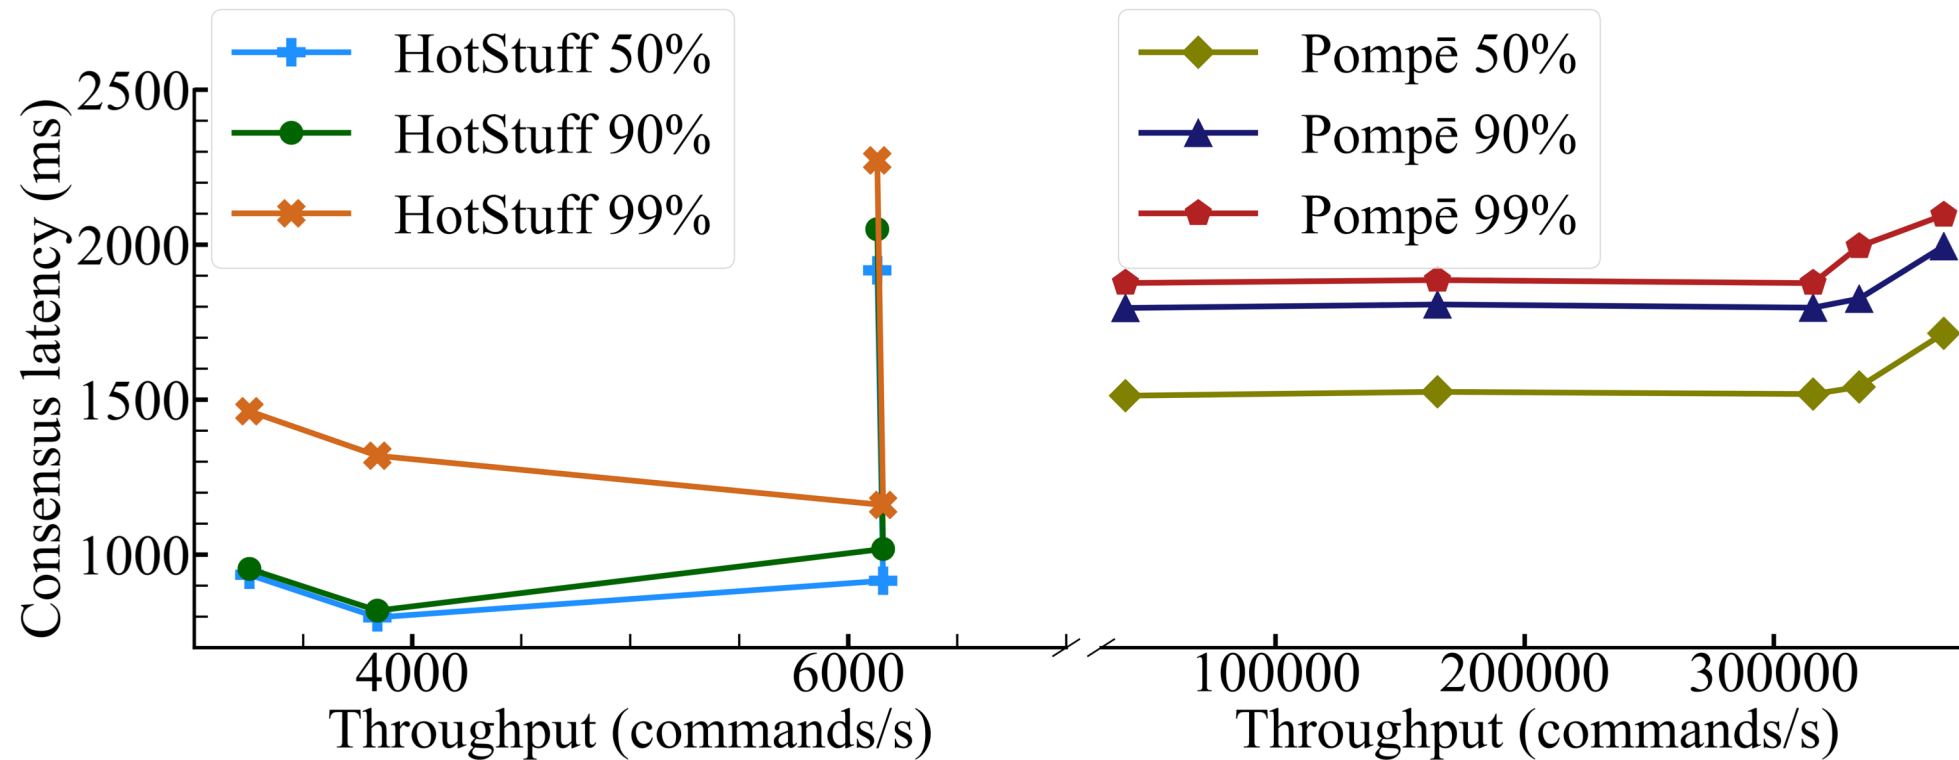 HotStuff 50%
HotStuff 90%
HotStuff 99%
Pompē 50%
Pompē 90%
Pompē 99%
Consensus latency (ms)
2500
2000
1500
1000
4000 6000
100000 200000 300000
Throughput (commands/s)
Throughput (commands/s)